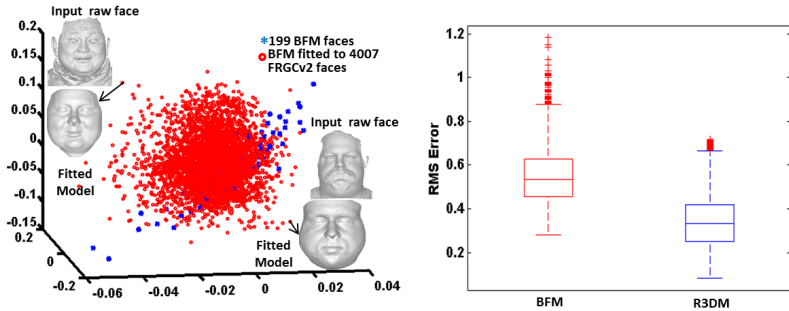 Input raw face
*199 BFM faces
BFM fitted to 4007
FRGCv2 faces
0.2
0.15
0.1
0.05
0
-0.05
-0.1
-0.15
0.2
0
-0.2
-0.06
-0.04
-0.02
0
0.02
0.04
Fitted
Model
Input raw face
Fitted
Model
RMS Error
1.2
1
0.8
0.6
0.4
0.2
BFM
R3DM